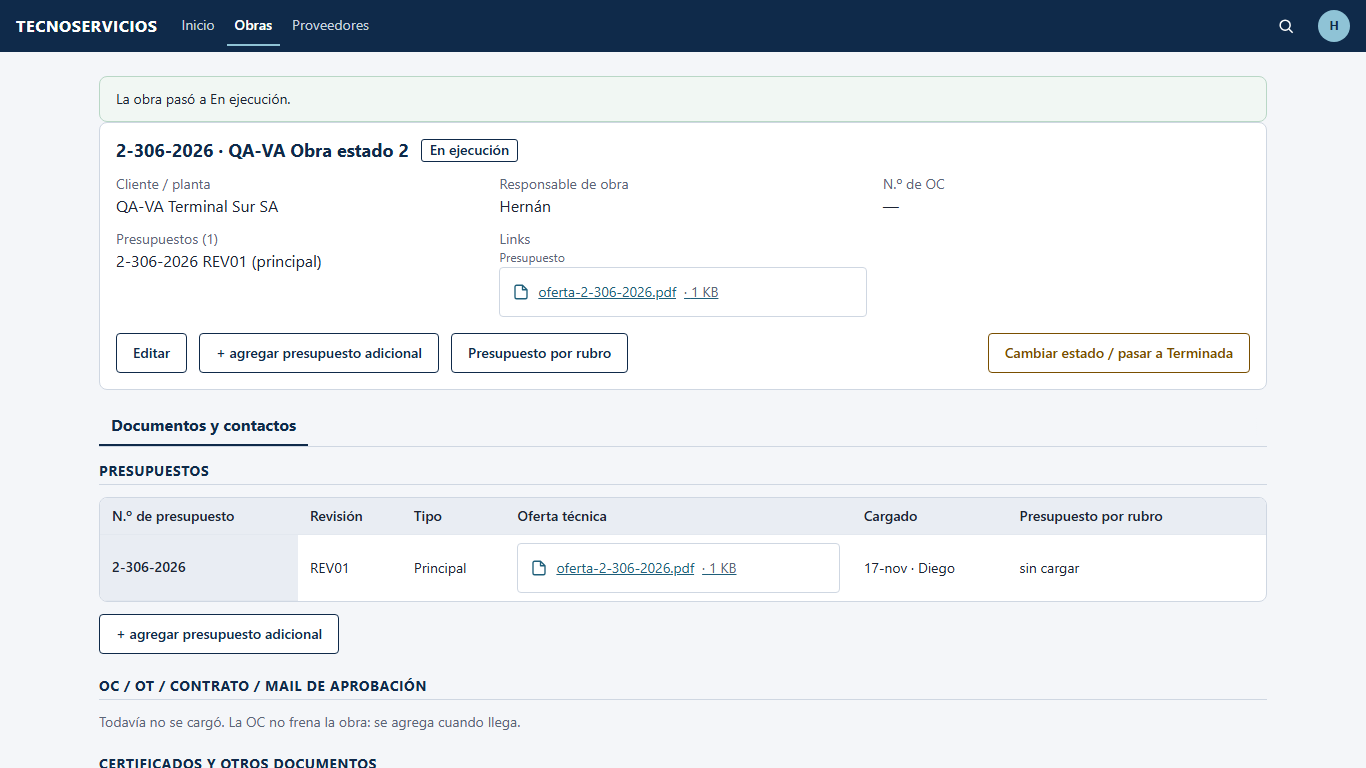 TECNOSERVICIOS Inicio Obras Proveedores H
La obra pasó a En ejecución.
2-306-2026 · QA-VA Obra estado 2 En ejecución
Cliente / planta Responsable de obra N.º de OC
QA-VA Terminal Sur SA Hernán —
Presupuestos (1) Links
2-306-2026 REV01 (principal) Presupuesto
oferta-2-306-2026.pdf · 1 KB
Editar + agregar presupuesto adicional Presupuesto por rubro Cambiar estado / pasar a Terminada
Documentos y contactos
PRESUPUESTOS
N.º de presupuesto Revisión Tipo Oferta técnica Cargado Presupuesto por rubro
2-306-2026 REV01 Principal oferta-2-306-2026.pdf · 1 KB 17-nov · Diego sin cargar
+ agregar presupuesto adicional
OC / OT / CONTRATO / MAIL DE APROBACIÓN
Todavía no se cargó. La OC no frena la obra: se agrega cuando llega.
CERTIFICADOS Y OTROS DOCUMENTOS